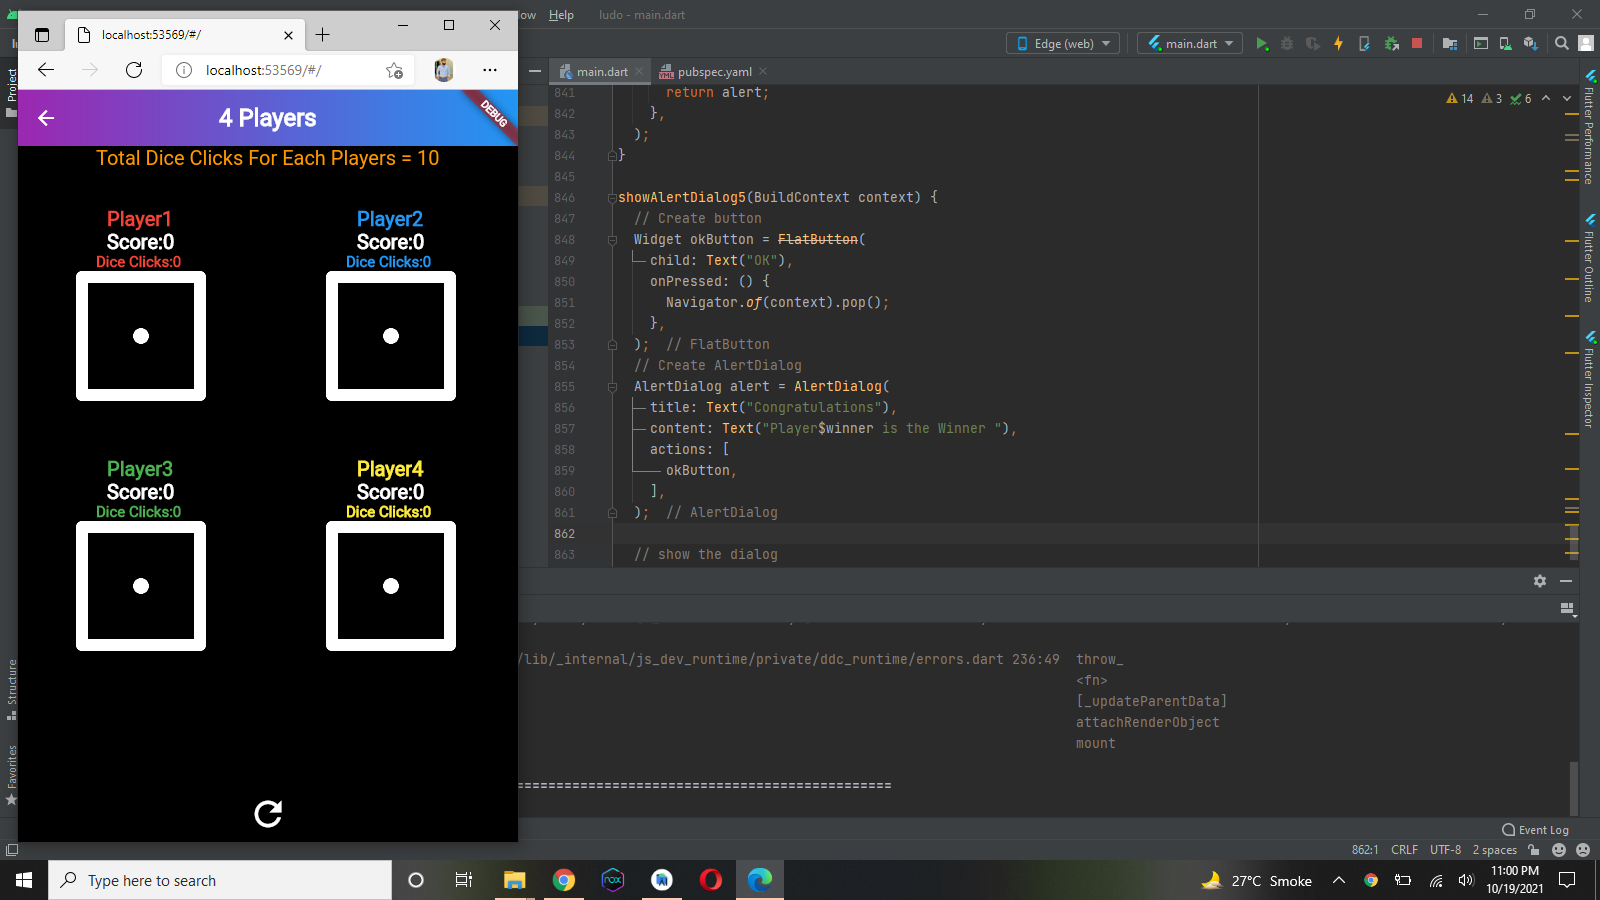 localhost:53569/#/
localhost:53569/#/
4 Players
DEBUG
Total Dice Clicks For Each Players = 10
Player1
Score:0
Dice Clicks:0
Player2
Score:0
Dice Clicks:0
Player3
Score:0
Dice Clicks:0
Player4
Score:0
Dice Clicks:0
Help
ludo - main.dart
Edge (web)
main.dart
Project
Structure
Favorites
main.dart
pubspec.yaml
14 3 6
841 return alert;
842 },
843 );
844 }
845
846 showAlertDialog5(BuildContext context) {
847 // Create button
848 Widget okButton = FlatButton(
849 child: Text("OK"),
850 onPressed: () {
851 Navigator.of(context).pop();
852 },
853 ); // FlatButton
854 // Create AlertDialog
855 AlertDialog alert = AlertDialog(
856 title: Text("Congratulations"),
857 content: Text("Player$winner is the Winner "),
858 actions: [
859 okButton,
860 ],
861 ); // AlertDialog
862
863 // show the dialog
Flutter Performance
Flutter Outline
Flutter Inspector
/lib/_internal/js_dev_runtime/private/ddc_runtime/errors.dart 236:49 throw_
<fn>
[_updateParentData]
attachRenderObject
mount
Event Log
862:1 CRLF UTF-8 2 spaces
Type here to search
27°C Smoke
11:00 PM
10/19/2021